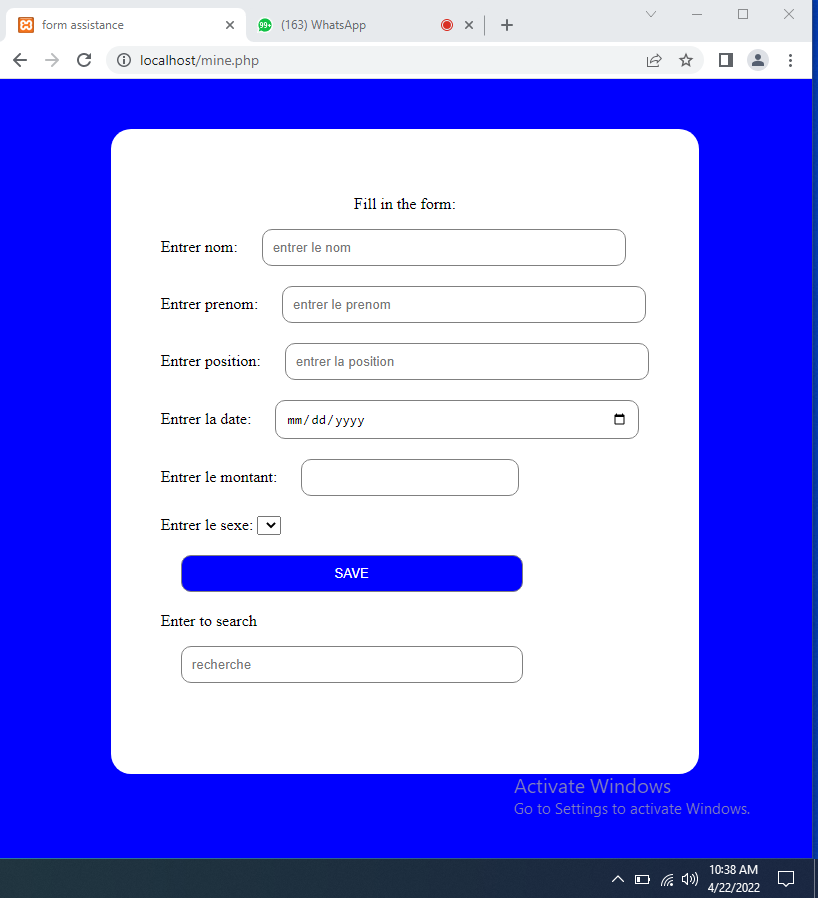 form assistance
99+ (163) WhatsApp
localhost/mine.php
Fill in the form:
Entrer nom: entrer le nom
Entrer prenom: entrer le prenom
Entrer position: entrer la position
Entrer la date: mm/dd/yyyy
Entrer le montant:
Entrer le sexe:
SAVE
Enter to search
recherche
Activate Windows
Go to Settings to activate Windows.
10:38 AM
4/22/2022